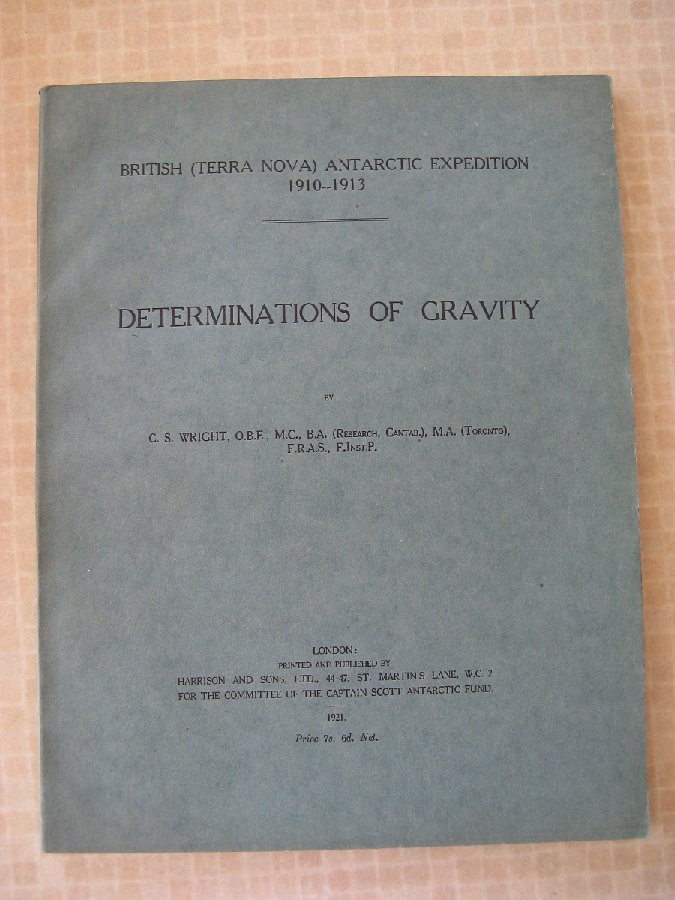 BRITISH (TERRA NOVA) ANTARCTIC EXPEDITION
1910--1913
DETERMINATIONS OF GRAVITY
BY
C. S. WRIGHT, O.B.E., M.C., B.A. (RESEARCH, CANTAB.), M.A. (TORONTO),
F.R.A.S., F.INST.P.
LONDON:
PRINTED AND PUBLISHED BY
HARRISON AND SONS, LTD., 44-47, ST. MARTIN'S LANE, W.C. 2
FOR THE COMMITTEE OF THE CAPTAIN SCOTT ANTARCTIC FUND.
1921.
Price 7s. 6d. Net.